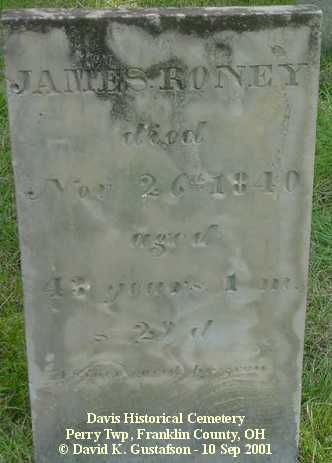 JAMES RONEY
died
Nov 26th 1840
aged
43 years 1 m.
& 2 d
Davis Historical Cemetery
Perry Twp, Franklin County, OH
© David K. Gustafson - 10 Sep 2001